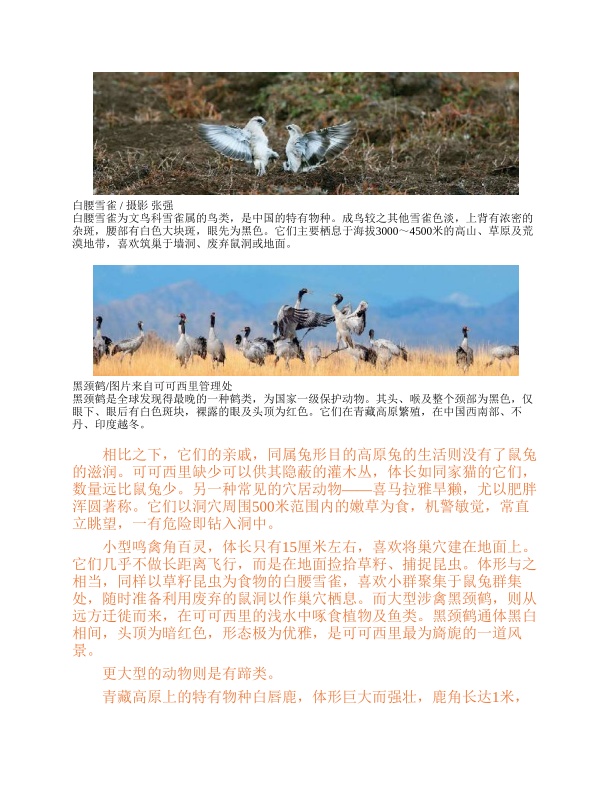 白腰雪雀 / 摄影 张强
白腰雪雀为文鸟科雪雀属的鸟类，是中国的特有物种。成鸟较之其他雪雀色淡，上背有浓密的
杂斑，腰部有白色大块斑，眼先为黑色。它们主要栖息于海拔3000～4500米的高山、草原及荒
漠地带，喜欢筑巢于墙洞、废弃鼠洞或地面。
黑颈鹤/图片来自可可西里管理处
黑颈鹤是全球发现得最晚的一种鹤类，为国家一级保护动物。其头、喉及整个颈部为黑色，仅
眼下、眼后有白色斑块，裸露的眼及头顶为红色。它们在青藏高原繁殖，在中国西南部、不
丹、印度越冬。
相比之下，它们的亲戚，同属兔形目的高原兔的生活则没有了鼠兔
的滋润。可可西里缺少可以供其隐蔽的灌木丛，体长如同家猫的它们，
数量远比鼠兔少。另一种常见的穴居动物——喜马拉雅旱獭，尤以肥胖
浑圆著称。它们以洞穴周围500米范围内的嫩草为食，机警敏觉，常直
立眺望，一有危险即钻入洞中。
小型鸣禽角百灵，体长只有15厘米左右，喜欢将巢穴建在地面上。
它们几乎不做长距离飞行，而是在地面捡拾草籽、捕捉昆虫。体形与之
相当，同样以草籽昆虫为食物的白腰雪雀，喜欢小群聚集于鼠兔群集
处，随时准备利用废弃的鼠洞以作巢穴栖息。而大型涉禽黑颈鹤，则从
远方迁徙而来，在可可西里的浅水中啄食植物及鱼类。黑颈鹤通体黑白
相间，头顶为暗红色，形态极为优雅，是可可西里最为旖旎的一道风
景。
更大型的动物则是有蹄类。
青藏高原上的特有物种白唇鹿，体形巨大而强壮，鹿角长达1米，